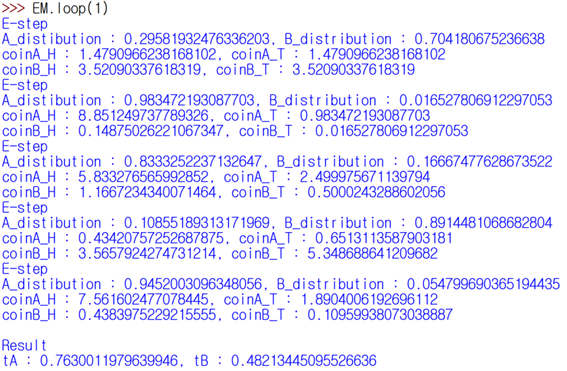 >>> EM.loop(1)
E-step
A_distibution : 0.29581932476336203, B_distribution : 0.704180675236638
coinA_H : 1.4790966238168102, coinA_T : 1.4790966238168102
coinB_H : 3.52090337618319, coinB_T : 3.52090337618319
E-step
A_distibution : 0.983472193087703, B_distribution : 0.016527806912297053
coinA_H : 8.851249737789326, coinA_T : 0.983472193087703
coinB_H : 0.14875026221067347, coinB_T : 0.016527806912297053
E-step
A_distibution : 0.8333252237132647, B_distribution : 0.16667477628673522
coinA_H : 5.833276565992852, coinA_T : 2.499975671139794
coinB_H : 1.1667234340071464, coinB_T : 0.5000243288602056
E-step
A_distibution : 0.10855189313171969, B_distribution : 0.8914481068682804
coinA_H : 0.43420757252687875, coinA_T : 0.6513113587903181
coinB_H : 3.5657924274731214, coinB_T : 5.348688641209682
E-step
A_distibution : 0.9452003096348056, B_distribution : 0.054799690365194435
coinA_H : 7.561602477078445, coinA_T : 1.8904006192696112
coinB_H : 0.4383975229215555, coinB_T : 0.10959938073038887
Result
tA : 0.7630011979639946, tB : 0.48213445095526636